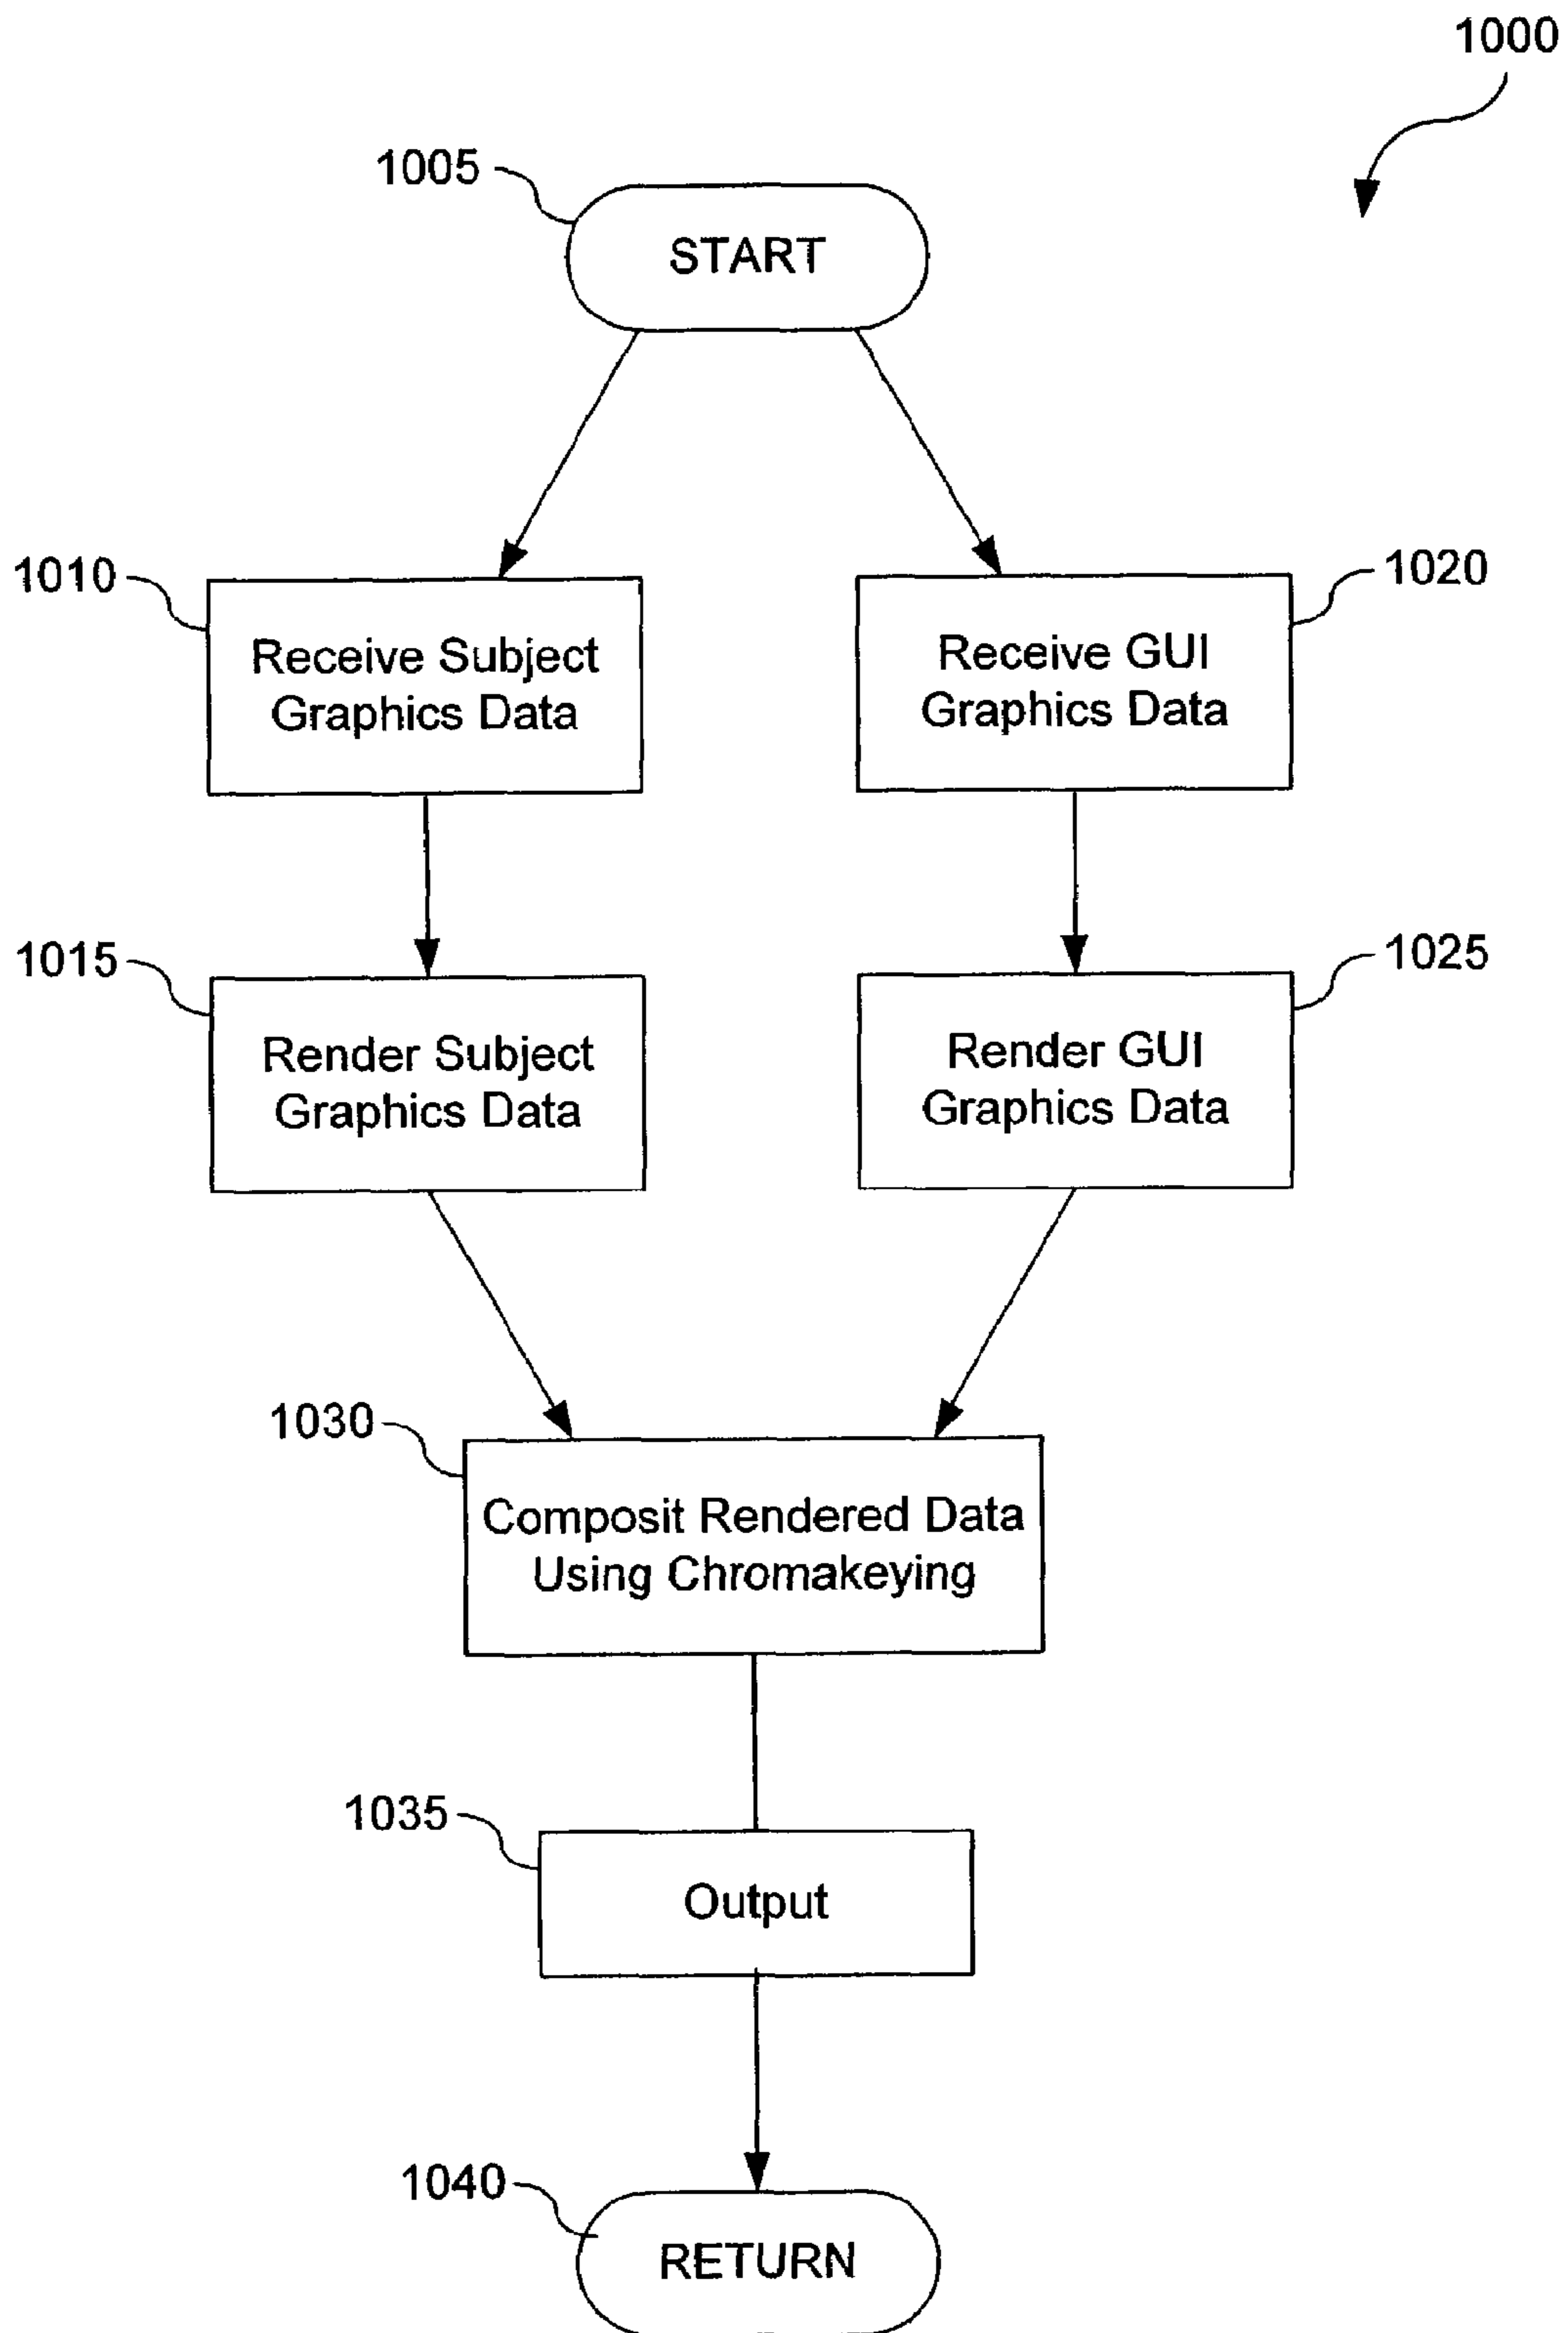 1000
1005
START
1010
Receive Subject
Graphics Data
1020
Receive GUI
Graphics Data
1015
Render Subject
Graphics Data
1025
Render GUI
Graphics Data
1030
Composit Rendered Data
Using Chromakeying
1035
Output
1040
RETURN